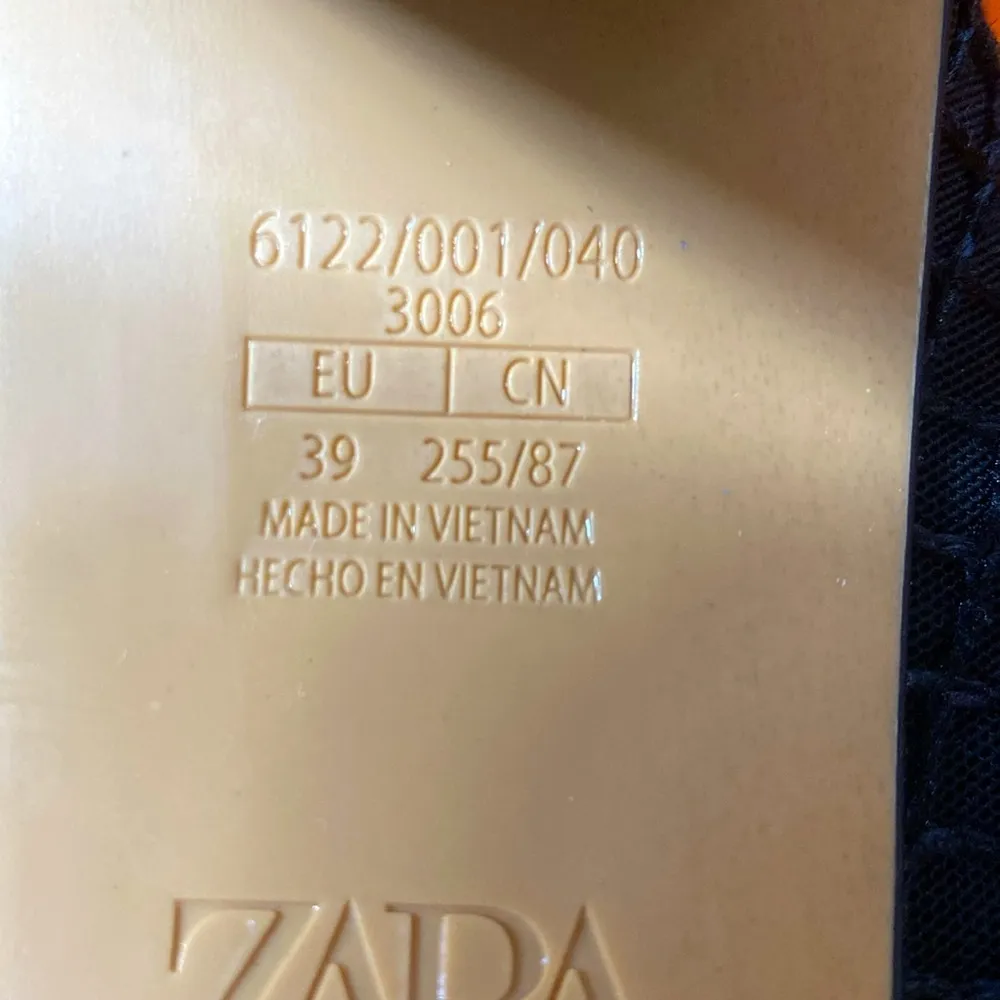 6122/001/040
3006
EU CN
39 255/87
MADE IN VIETNAM
HECHO EN VIETNAM
ZARA